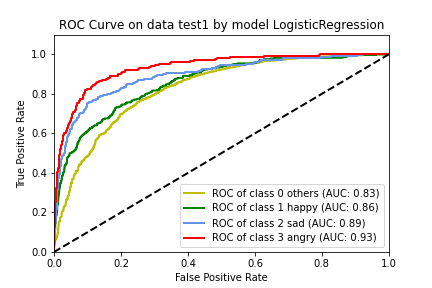 ROC Curve on data test1 by model LogisticRegression
True Positive Rate
1.0
0.8
0.6
0.4
0.2
0.0
ROC of class 0 others (AUC: 0.83)
ROC of class 1 happy (AUC: 0.86)
ROC of class 2 sad (AUC: 0.89)
ROC of class 3 angry (AUC: 0.93)
0.0 0.2 0.4 0.6 0.8 1.0
False Positive Rate